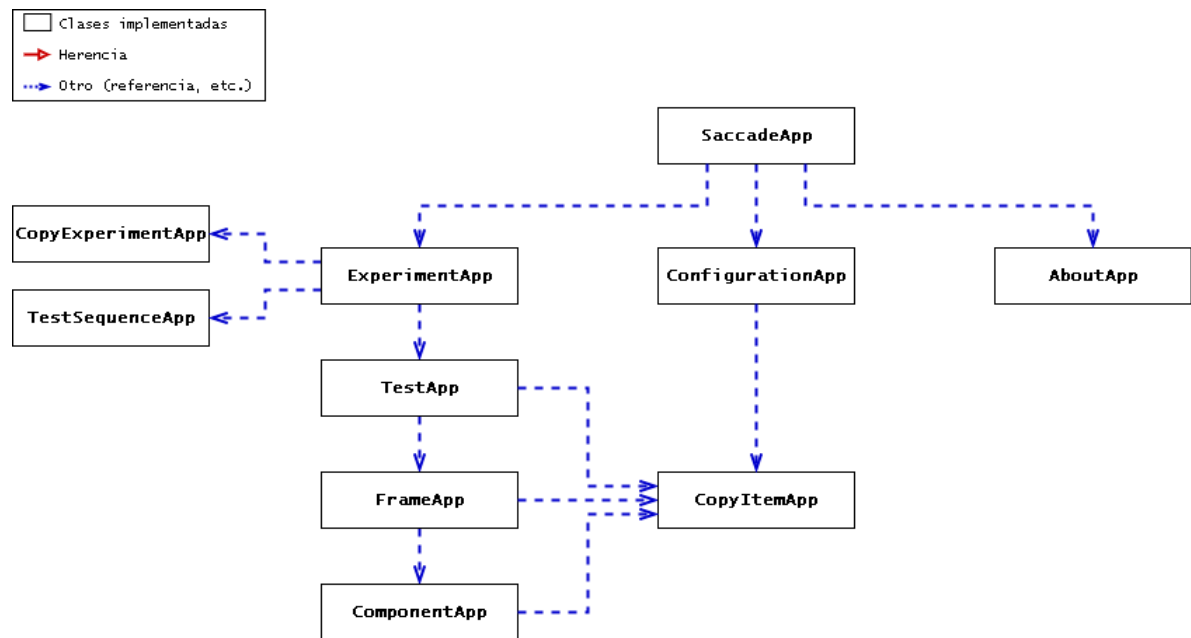 Clases implementadas
Herencia
Otro (referencia, etc.)
SaccadeApp
CopyExperimentApp
ExperimentApp
ConfigurationApp
AboutApp
TestSequenceApp
TestApp
FrameApp
CopyItemApp
ComponentApp